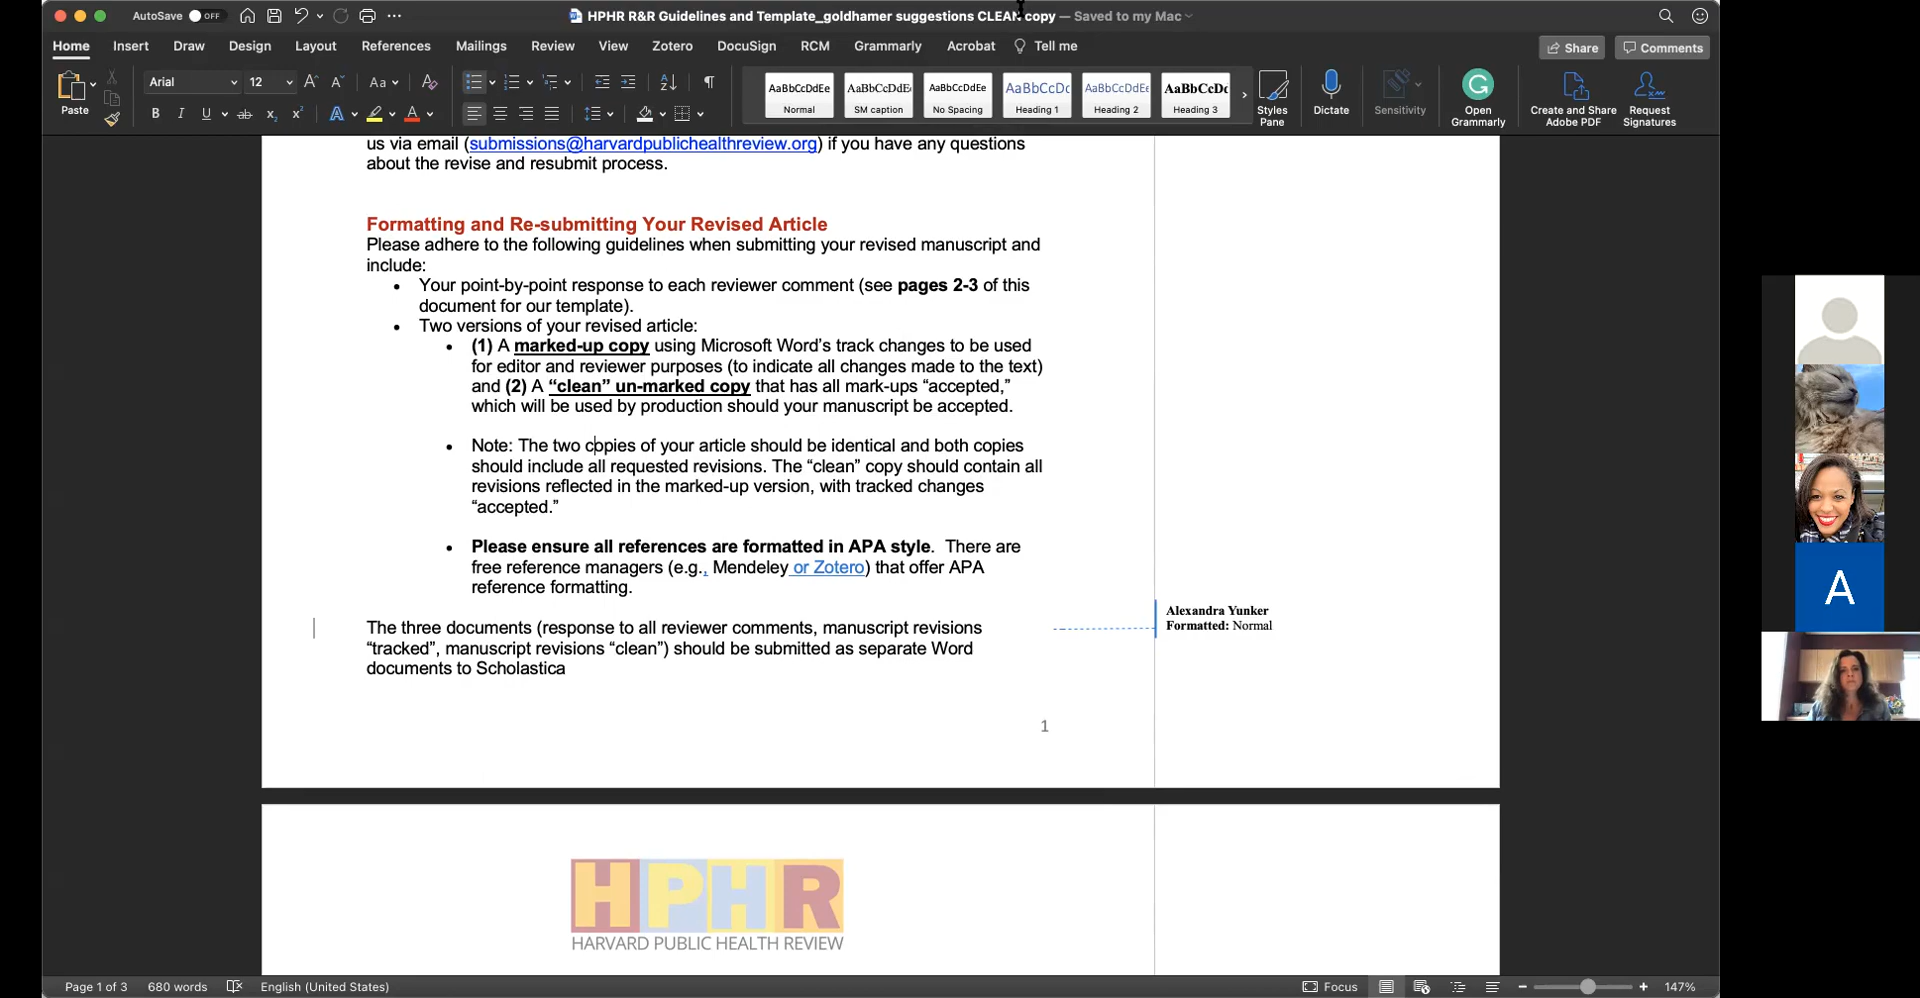 AutoSave OFF
HPHR R&R Guidelines and Template_goldhamer suggestions CLEAN copy — Saved to my Mac
Home Insert Draw Design Layout References Mailings Review View Zotero DocuSign RCM Grammarly Acrobat Tell me
Share Comments
Paste
Arial 12
Aa
B I U ab x₂ x² A A
AaBbCcDdEe AaBbCcDdE AaBbCcDdEe AaBbCcDc AaBbCcDdEe AaBbCcDc
Normal SM caption No Spacing Heading 1 Heading 2 Heading 3
Styles Pane
Dictate
Sensitivity
Open Grammarly
Create and Share Adobe PDF
Request Signatures
us via email (submissions@harvardpublichealthreview.org) if you have any questions
about the revise and resubmit process.
Formatting and Re-submitting Your Revised Article
Please adhere to the following guidelines when submitting your revised manuscript and
include:
• Your point-by-point response to each reviewer comment (see pages 2-3 of this
document for our template).
• Two versions of your revised article:
• (1) A marked-up copy using Microsoft Word’s track changes to be used
for editor and reviewer purposes (to indicate all changes made to the text)
and (2) A “clean” un-marked copy that has all mark-ups “accepted,”
which will be used by production should your manuscript be accepted.
• Note: The two copies of your article should be identical and both copies
should include all requested revisions. The “clean” copy should contain all
revisions reflected in the marked-up version, with tracked changes
“accepted.”
• Please ensure all references are formatted in APA style. There are
free reference managers (e.g., Mendeley or Zotero) that offer APA
reference formatting.
The three documents (response to all reviewer comments, manuscript revisions
“tracked”, manuscript revisions “clean”) should be submitted as separate Word
documents to Scholastica
Alexandra Yunker
Formatted: Normal
1
HPHR
HARVARD PUBLIC HEALTH REVIEW
A
Page 1 of 3 680 words English (United States) Focus 147%